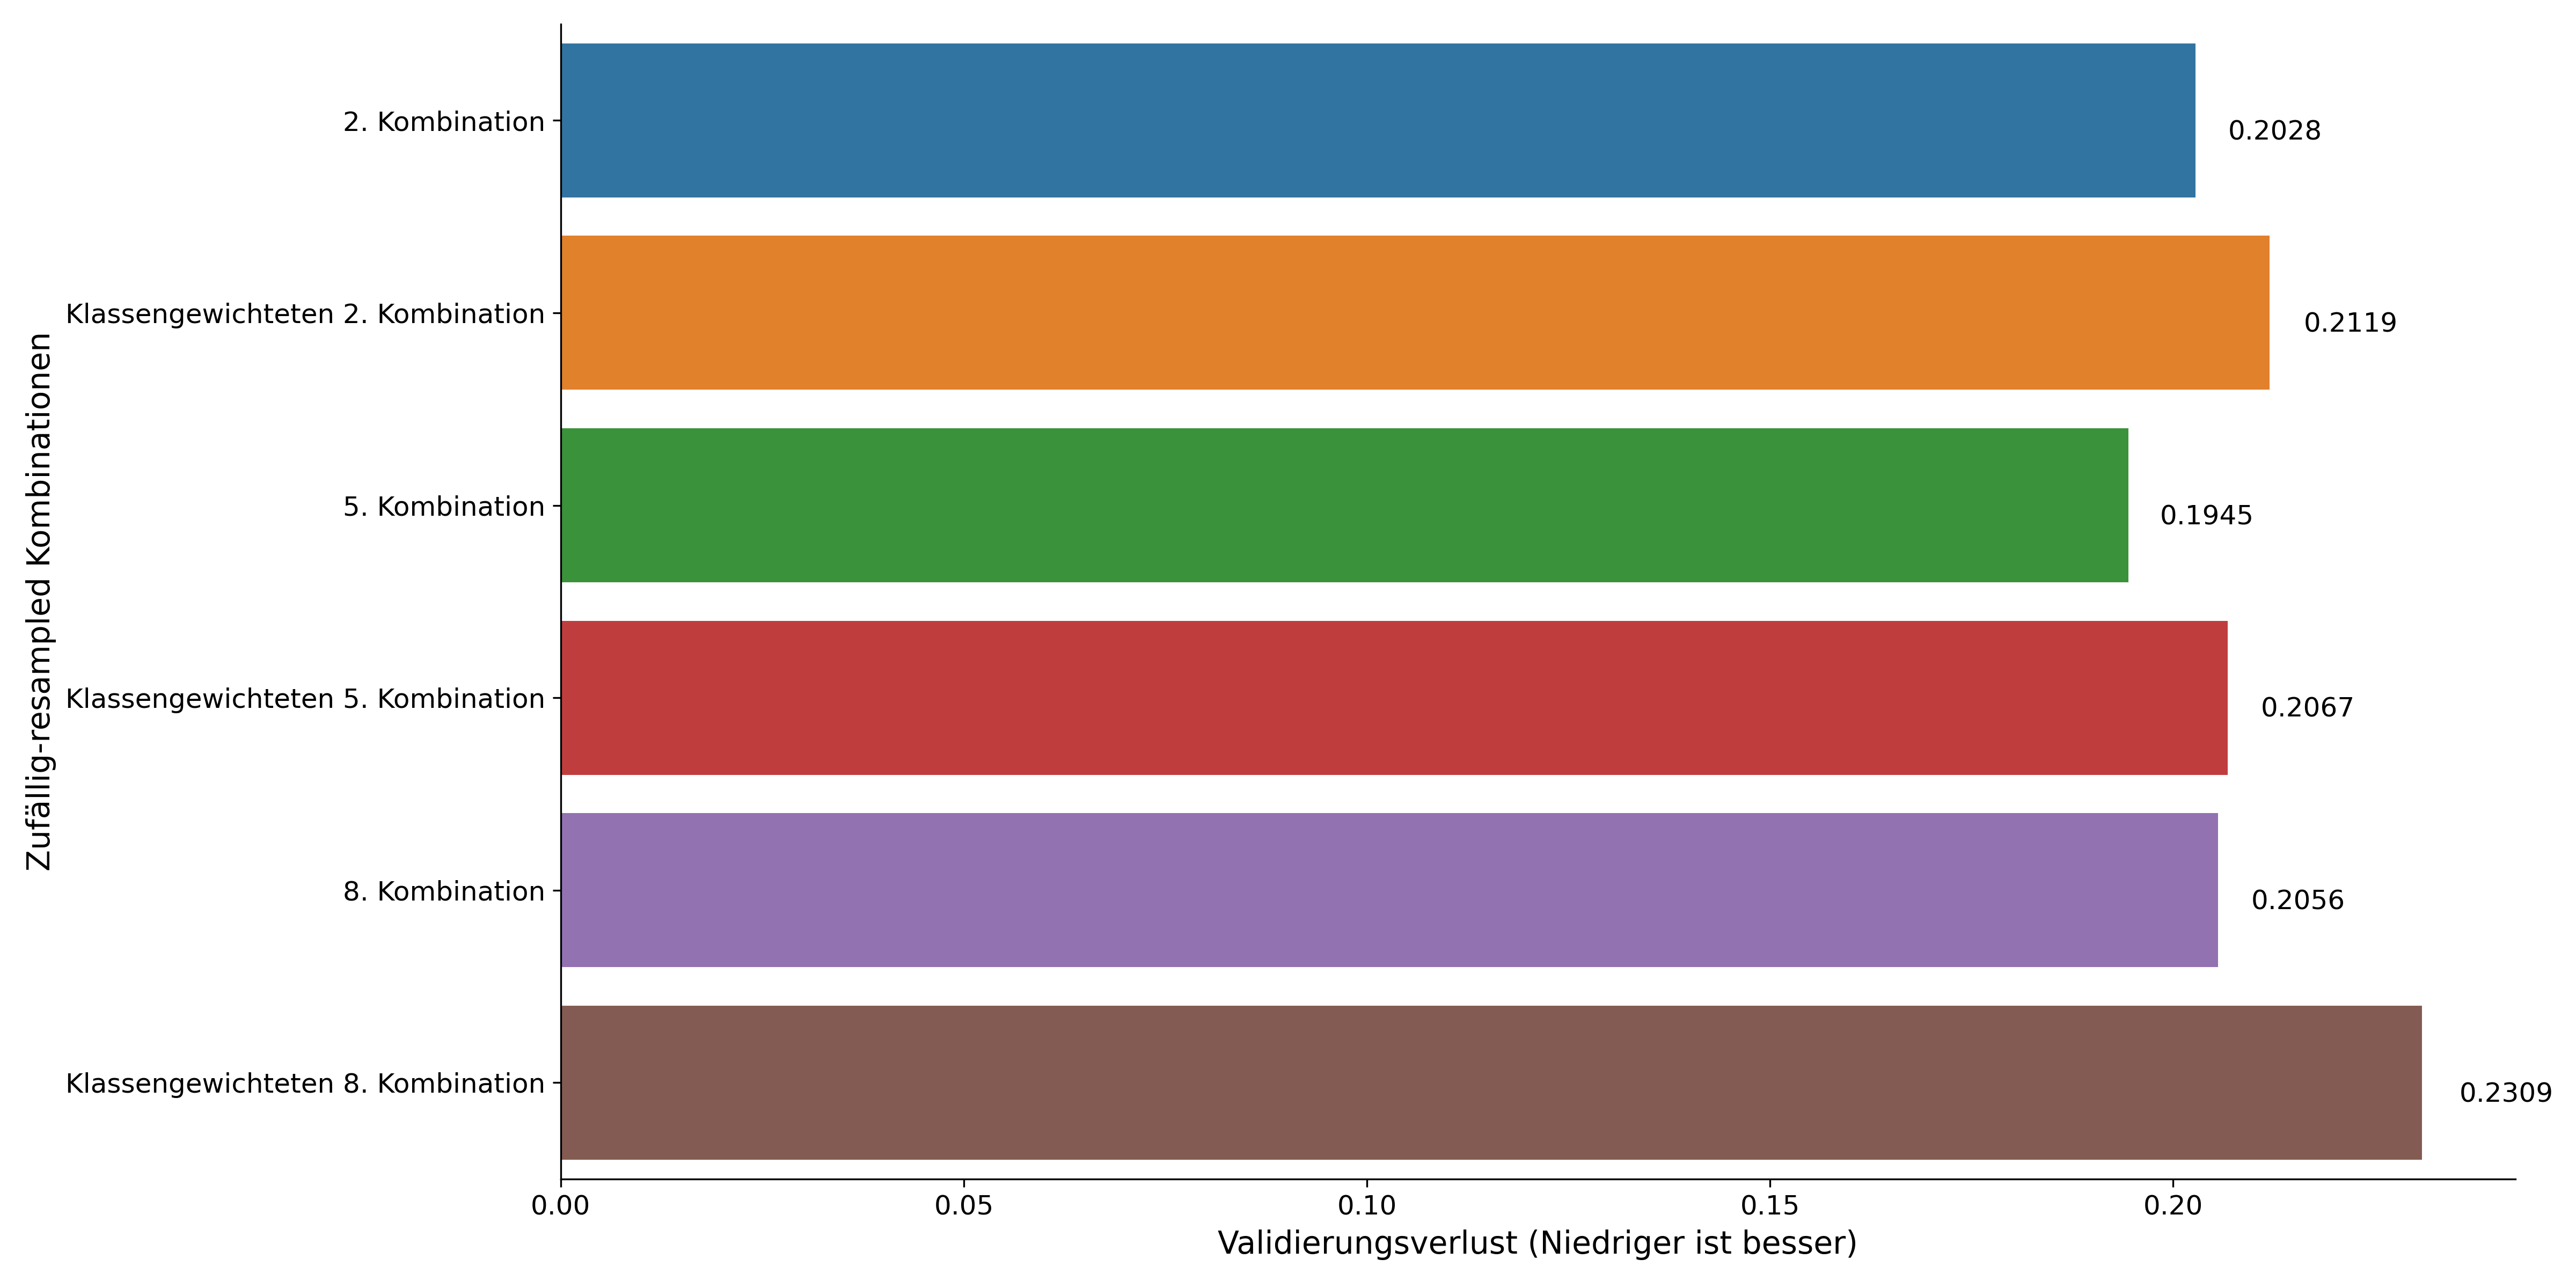 Zufällig-resampled Kombinationen
2. Kombination
0.2028
Klassengewichteten 2. Kombination
0.2119
5. Kombination
0.1945
Klassengewichteten 5. Kombination
0.2067
8. Kombination
0.2056
Klassengewichteten 8. Kombination
0.2309
0.00 0.05 0.10 0.15 0.20
Validierungsverlust (Niedriger ist besser)